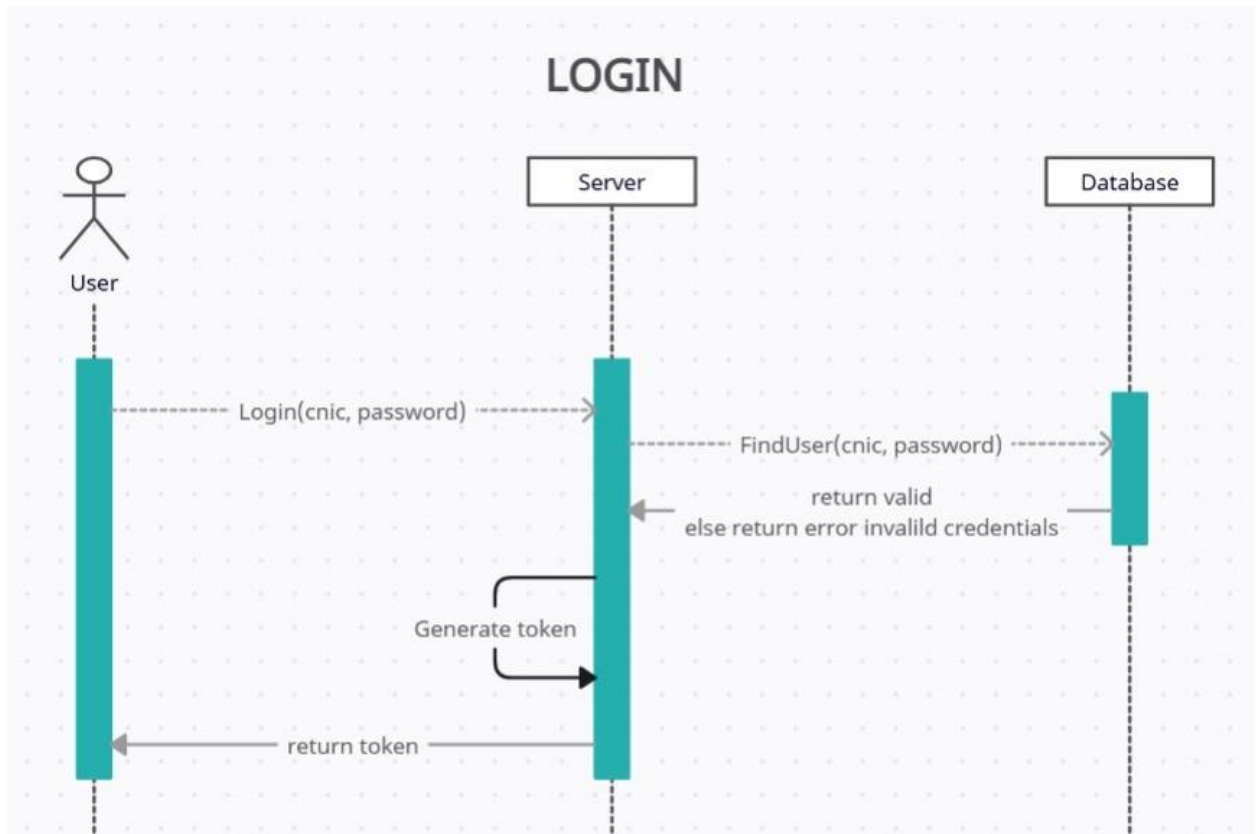 LOGIN
Server
Database
User
Login(cnic, password)
FindUser(cnic, password)
return valid
else return error invalild credentials
Generate token
return token